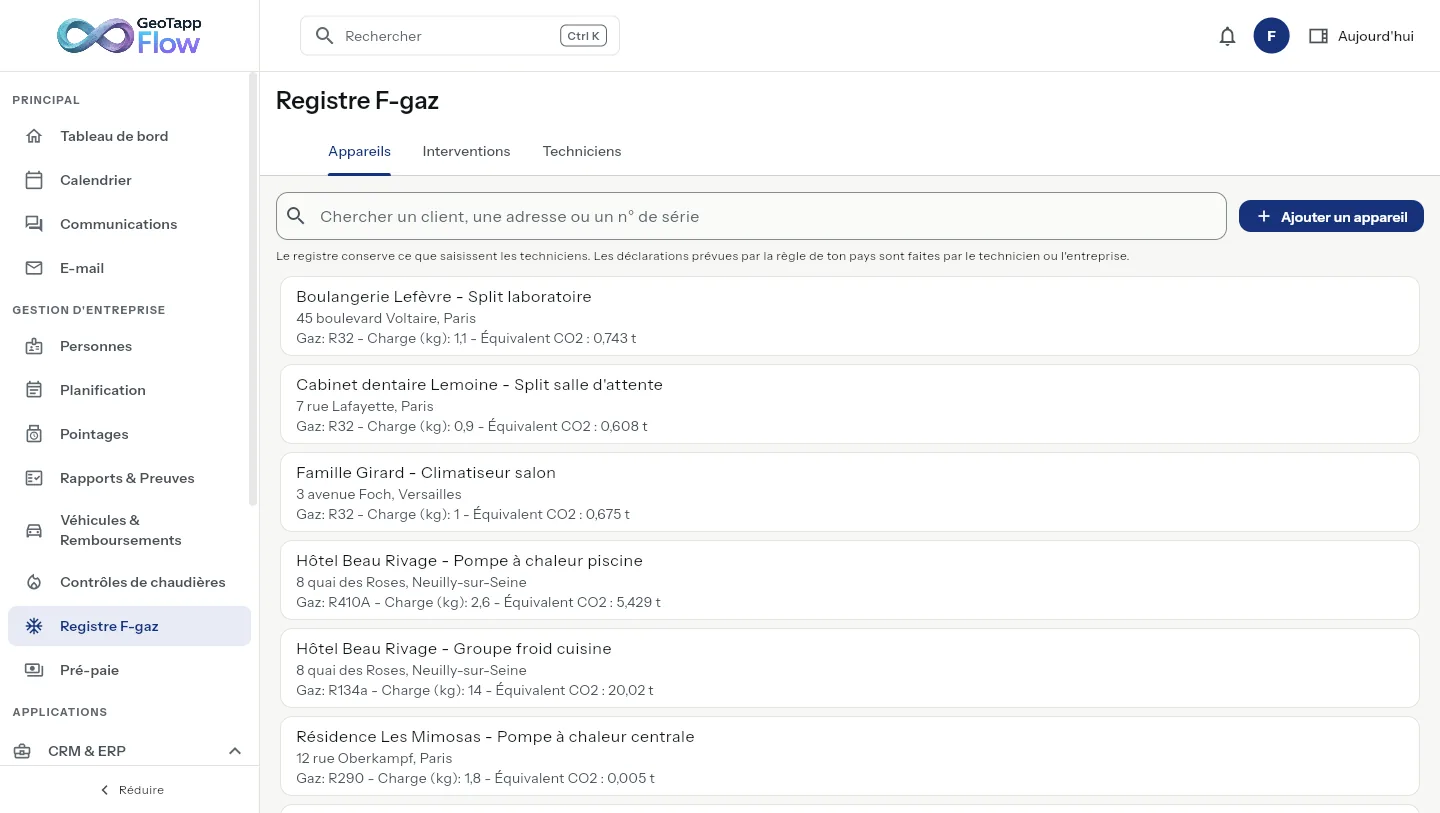 GeoTapp
Flow
Rechercher
Ctrl K
F
Aujourd'hui
PRINCIPAL
Tableau de bord
Calendrier
Communications
E-mail
GESTION D'ENTREPRISE
Personnes
Planification
Pointages
Rapports & Preuves
Véhicules &
Remboursements
Contrôles de chaudières
Registre F-gaz
Pré-paie
APPLICATIONS
CRM & ERP
Réduire
Registre F-gaz
Appareils
Interventions
Techniciens
Chercher un client, une adresse ou un n° de série
Ajouter un appareil
Le registre conserve ce que saisissent les techniciens. Les déclarations prévues par la règle de ton pays sont faites par le technicien ou l'entreprise.
Boulangerie Lefèvre - Split laboratoire
45 boulevard Voltaire, Paris
Gaz: R32 - Charge (kg): 1,1 - Équivalent CO2 : 0,743 t
Cabinet dentaire Lemoine - Split salle d'attente
7 rue Lafayette, Paris
Gaz: R32 - Charge (kg): 0,9 - Équivalent CO2 : 0,608 t
Famille Girard - Climatiseur salon
3 avenue Foch, Versailles
Gaz: R32 - Charge (kg): 1 - Équivalent CO2 : 0,675 t
Hôtel Beau Rivage - Pompe à chaleur piscine
8 quai des Roses, Neuilly-sur-Seine
Gaz: R410A - Charge (kg): 2,6 - Équivalent CO2 : 5,429 t
Hôtel Beau Rivage - Groupe froid cuisine
8 quai des Roses, Neuilly-sur-Seine
Gaz: R134a - Charge (kg): 14 - Équivalent CO2 : 20,02 t
Résidence Les Mimosas - Pompe à chaleur centrale
12 rue Oberkampf, Paris
Gaz: R290 - Charge (kg): 1,8 - Équivalent CO2 : 0,005 t